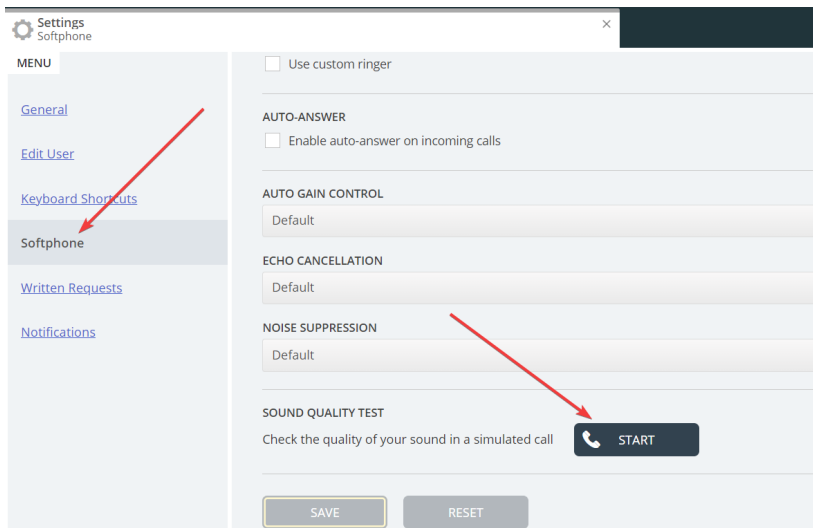 Settings
Softphone
×
MENU
General
Edit User
Keyboard Shortcuts
Softphone
Written Requests
Notifications
Use custom ringer
AUTO-ANSWER
Enable auto-answer on incoming calls
AUTO GAIN CONTROL
Default
ECHO CANCELLATION
Default
NOISE SUPPRESSION
Default
SOUND QUALITY TEST
Check the quality of your sound in a simulated call
START
SAVE
RESET